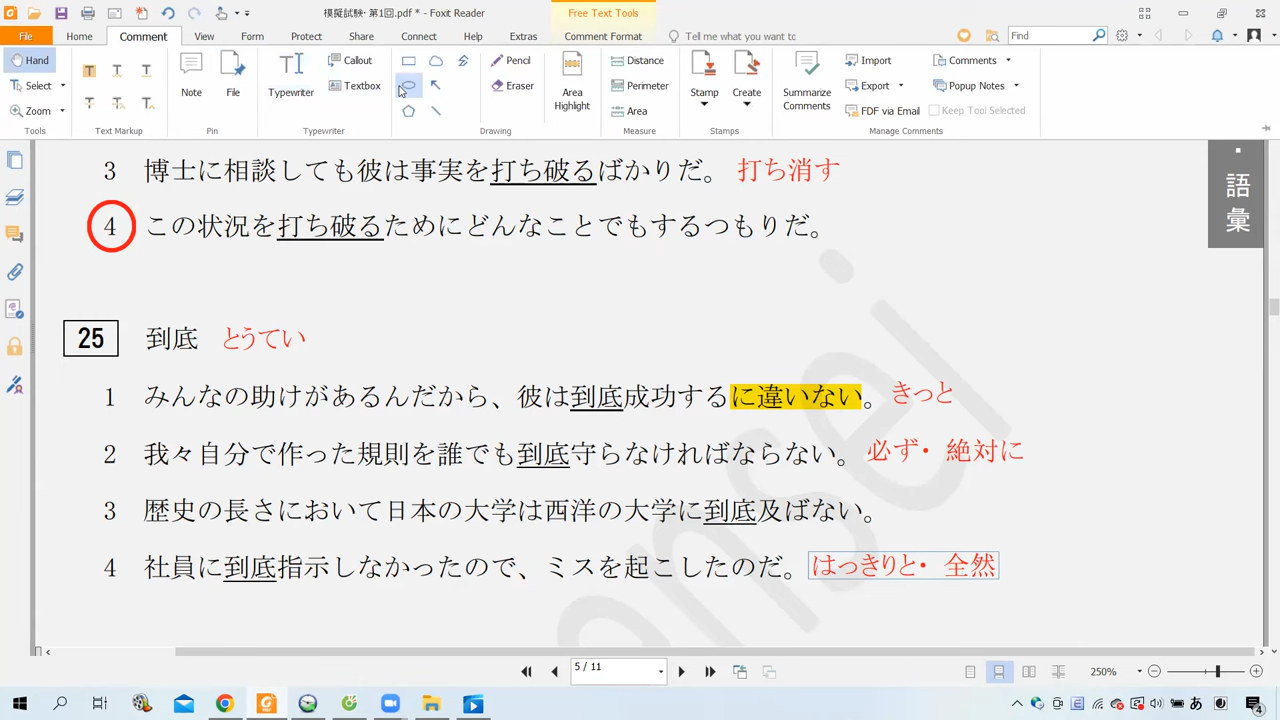 模擬試験・第1回.pdf * - Foxit Reader
Free Text Tools
File Home Comment View Form Protect Share Connect Help Extras Comment Format Tell me what you want to do Find
Hand
Select
Zoom
Tools
T T T
T T T
Text Markup
Note
File
Pin
Typewriter
Callout
Textbox
Typewriter
Drawing
Pencil
Eraser
Area Highlight
Distance
Perimeter
Area
Measure
Stamp
Create
Stamps
Summarize Comments
Import
Export
FDF via Email
Comments
Popup Notes
Keep Tool Selected
Manage Comments
・語彙
3 博士に相談しても彼は事実を打ち破るばかりだ。 打ち消す
4 この状況を打ち破るためにどんなことでもするつもりだ。
25 到底 とうてい
1 みんなの助けがあるんだから、彼は到底成功するに違いない。 きっと
2 我々自分で作った規則を誰でも到底守らなければならない。 必ず・ 絶対に
3 歴史の長さにおいて日本の大学は西洋の大学に到底及ばない。
4 社員に到底指示しなかったので、ミスを起こしたのだ。 はっきりと・ 全然
5 / 11
250%
あ
4